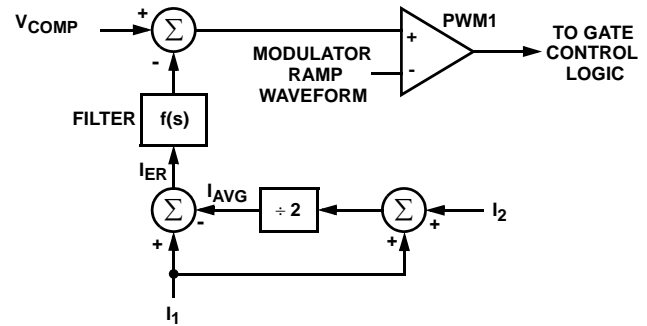 V_COMP
+
-
Σ
PWM1
+
-
MODULATOR
RAMP
WAVEFORM
TO GATE
CONTROL
LOGIC
FILTER
f(s)
I_ER
I_AVG
÷ 2
Σ
+
-
Σ
+
+
I_2
I_1